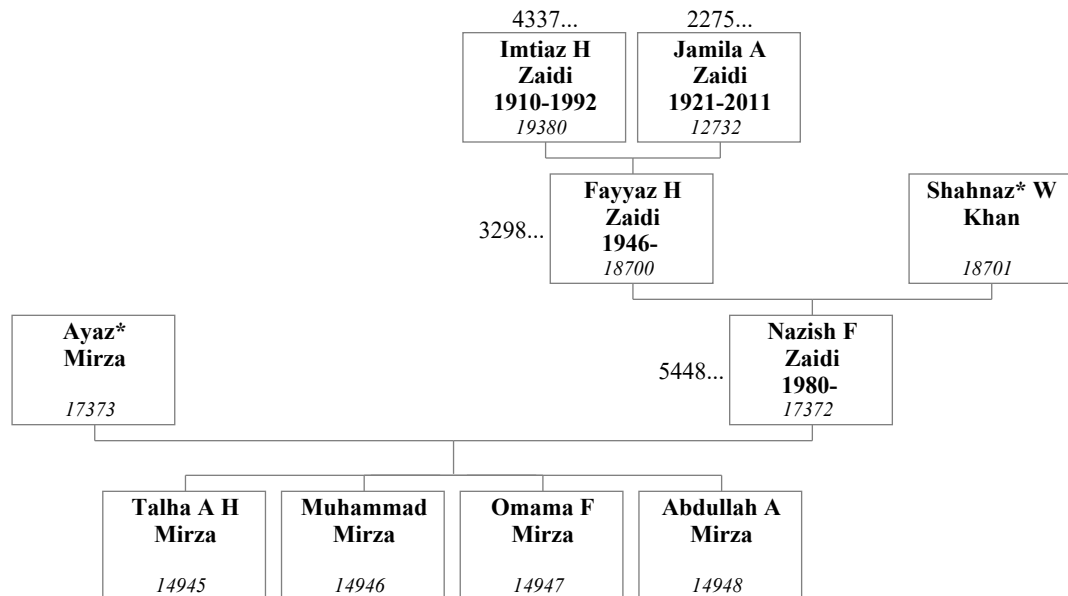 4337...
Imtiaz H
Zaidi
1910-1992
19380
2275...
Jamila A
Zaidi
1921-2011
12732
3298...
Fayyaz H
Zaidi
1946-
18700
Shahnaz* W
Khan
18701
Ayaz*
Mirza
17373
5448...
Nazish F
Zaidi
1980-
17372
Talha A H
Mirza
14945
Muhammad
Mirza
14946
Omama F
Mirza
14947
Abdullah A
Mirza
14948